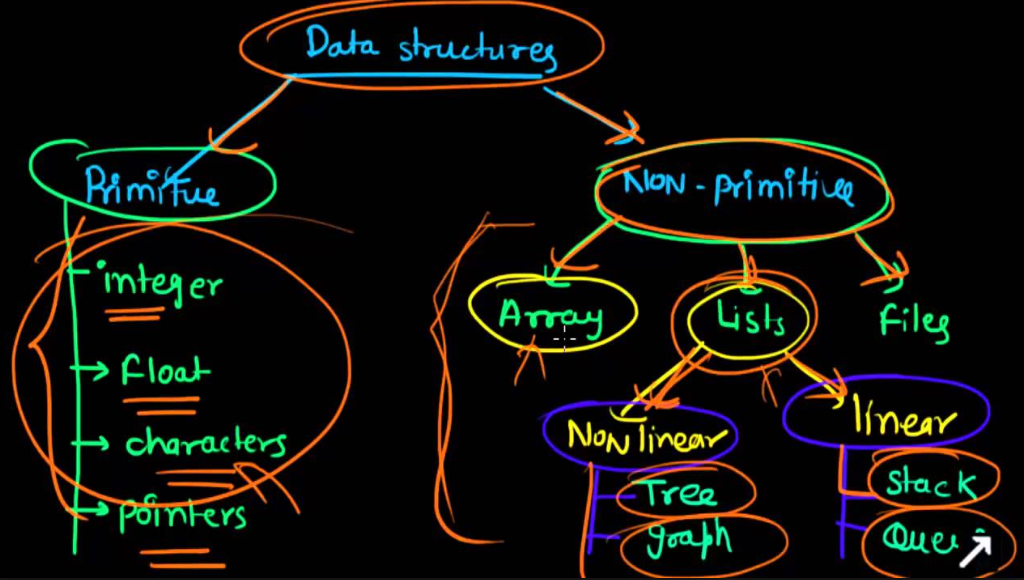 Data structures
Primitive
Non-primitive
integer
float
characters
pointers
Array
Lists
files
Non linear
linear
Tree
graph
Stack